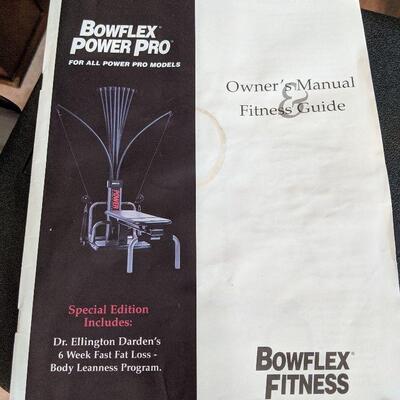 BOWFLEX®
POWER PRO®
FOR ALL POWER PRO MODELS
POWER
Special Edition
Includes:
Dr. Ellington Darden's
6 Week Fast Fat Loss -
Body Leanness Program.
Owner's Manual
&
Fitness Guide
BOWFLEX®
FITNESS